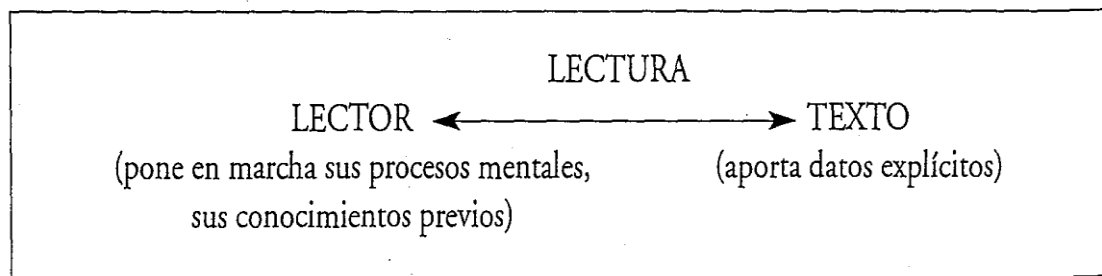 LECTURA
LECTOR TEXTO
(pone en marcha sus procesos mentales, (aporta datos explícitos)
sus conocimientos previos)